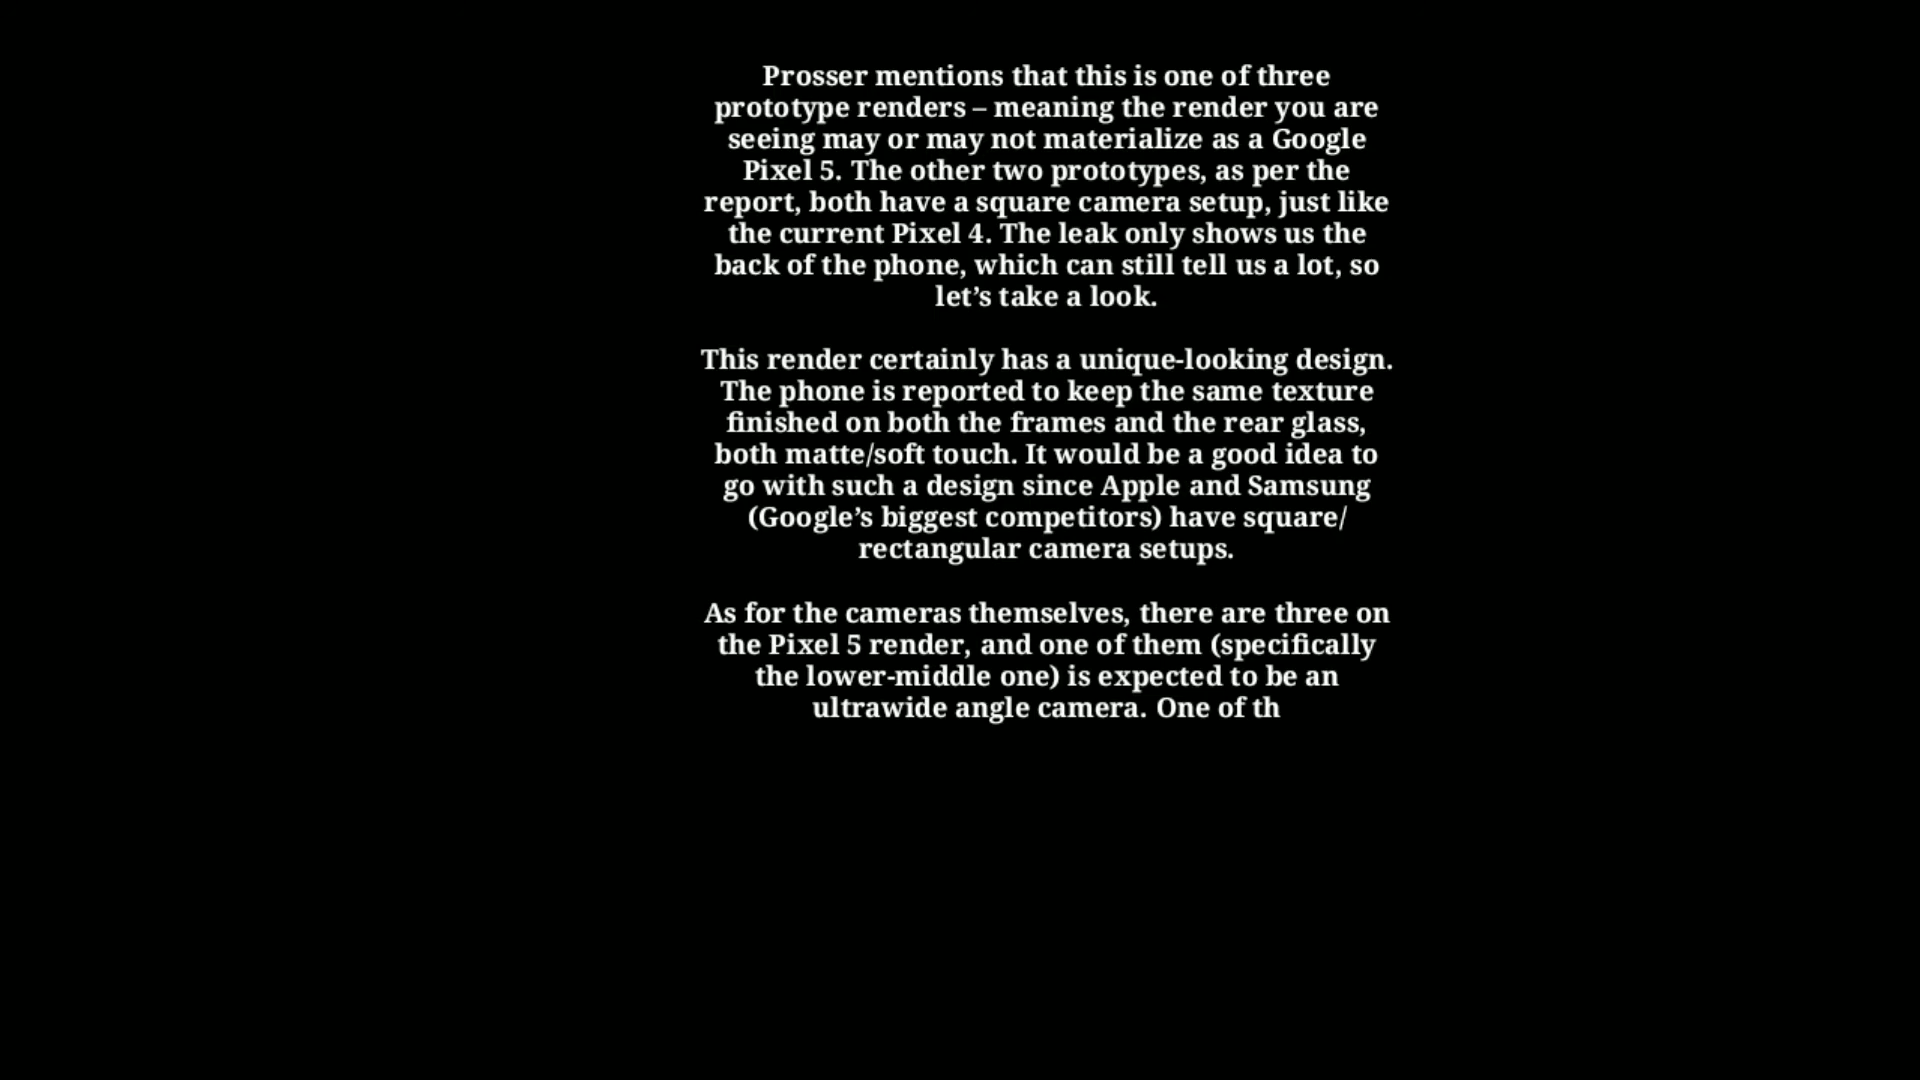 Prosser mentions that this is one of three
prototype renders – meaning the render you are
seeing may or may not materialize as a Google
Pixel 5. The other two prototypes, as per the
report, both have a square camera setup, just like
the current Pixel 4. The leak only shows us the
back of the phone, which can still tell us a lot, so
let’s take a look.
This render certainly has a unique-looking design.
The phone is reported to keep the same texture
finished on both the frames and the rear glass,
both matte/soft touch. It would be a good idea to
go with such a design since Apple and Samsung
(Google’s biggest competitors) have square/
rectangular camera setups.
As for the cameras themselves, there are three on
the Pixel 5 render, and one of them (specifically
the lower-middle one) is expected to be an
ultrawide angle camera. One of th